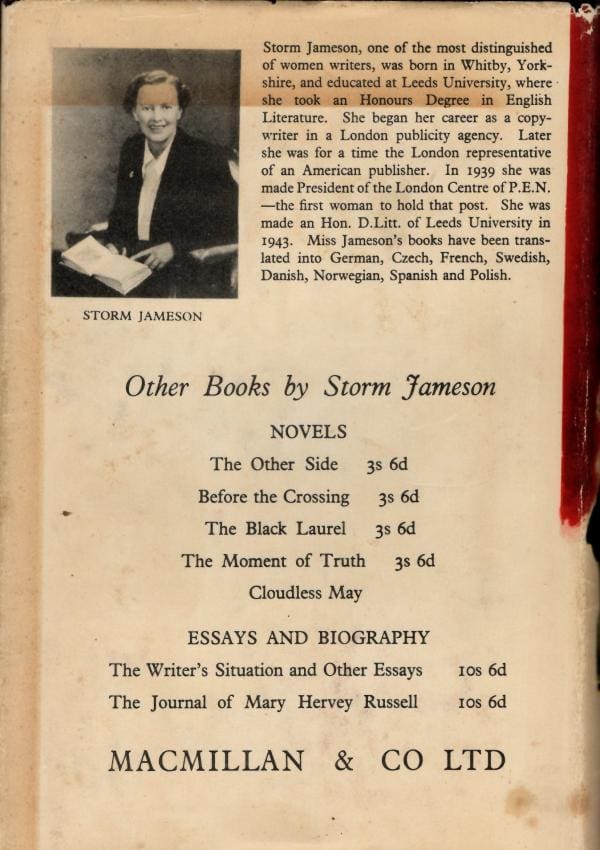 Storm Jameson, one of the most distinguished
of women writers, was born in Whitby, York-
shire, and educated at Leeds University, where
she took an Honours Degree in English
Literature. She began her career as a copy-
writer in a London publicity agency. Later
she was for a time the London representative
of an American publisher. In 1939 she was
made President of the London Centre of P.E.N.
—the first woman to hold that post. She was
made an Hon. D.Litt. of Leeds University in
1943. Miss Jameson's books have been trans-
lated into German, Czech, French, Swedish,
Danish, Norwegian, Spanish and Polish.
STORM JAMESON
Other Books by Storm Jameson
NOVELS
The Other Side 3s 6d
Before the Crossing 3s 6d
The Black Laurel 3s 6d
The Moment of Truth 3s 6d
Cloudless May
ESSAYS AND BIOGRAPHY
The Writer's Situation and Other Essays 10s 6d
The Journal of Mary Hervey Russell 10s 6d
MACMILLAN & CO LTD